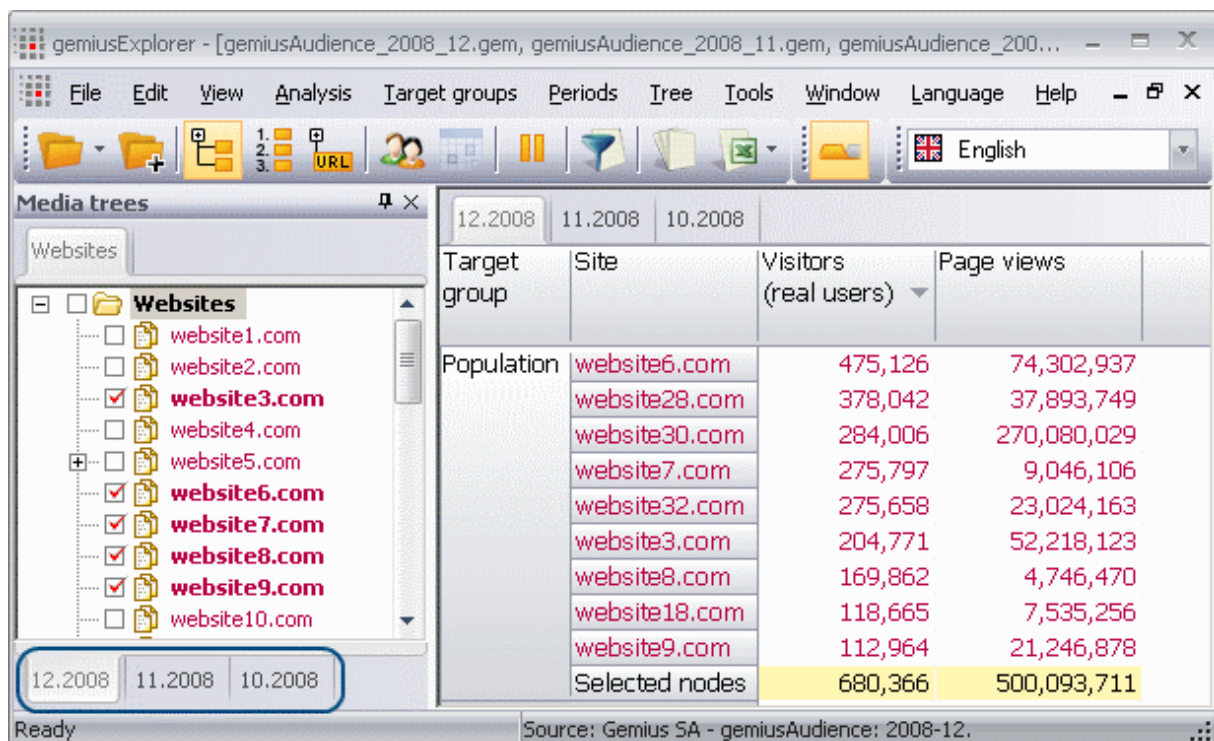 gemiusExplorer - [gemiusAudience_2008_12.gem, gemiusAudience_2008_11.gem, gemiusAudience_200...
File Edit View Analysis Target groups Periods Tree Tools Window Language Help
1.
2.
3.
URL
English
Media trees
Websites
Websites
website1.com
website2.com
website3.com
website4.com
website5.com
website6.com
website7.com
website8.com
website9.com
website10.com
12.2008 11.2008 10.2008
12.2008 11.2008 10.2008
Target group Site Visitors (real users) Page views
Population website6.com 475,126 74,302,937
website28.com 378,042 37,893,749
website30.com 284,006 270,080,029
website7.com 275,797 9,046,106
website32.com 275,658 23,024,163
website3.com 204,771 52,218,123
website8.com 169,862 4,746,470
website18.com 118,665 7,535,256
website9.com 112,964 21,246,878
Selected nodes 680,366 500,093,711
Ready Source: Gemius SA - gemiusAudience: 2008-12.